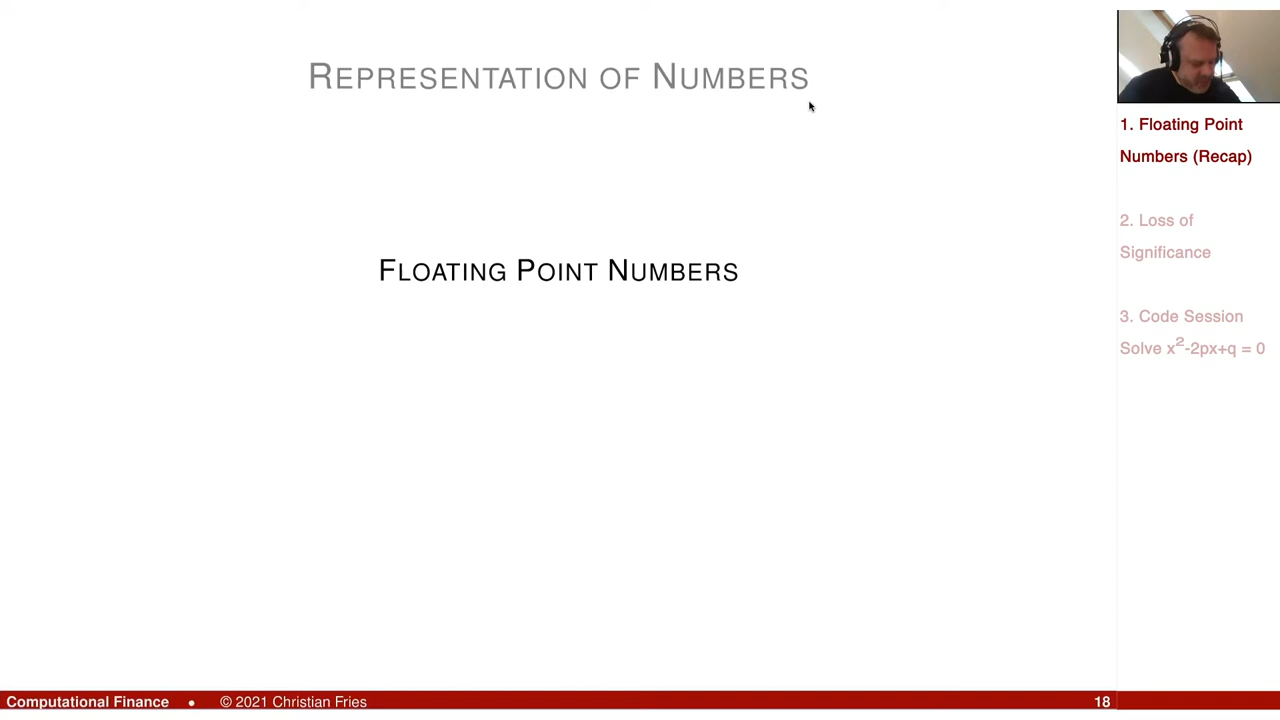 REPRESENTATION OF NUMBERS
FLOATING POINT NUMBERS
1. Floating Point
Numbers (Recap)
2. Loss of
Significance
3. Code Session
Solve x²-2px+q = 0
Computational Finance • © 2021 Christian Fries 18